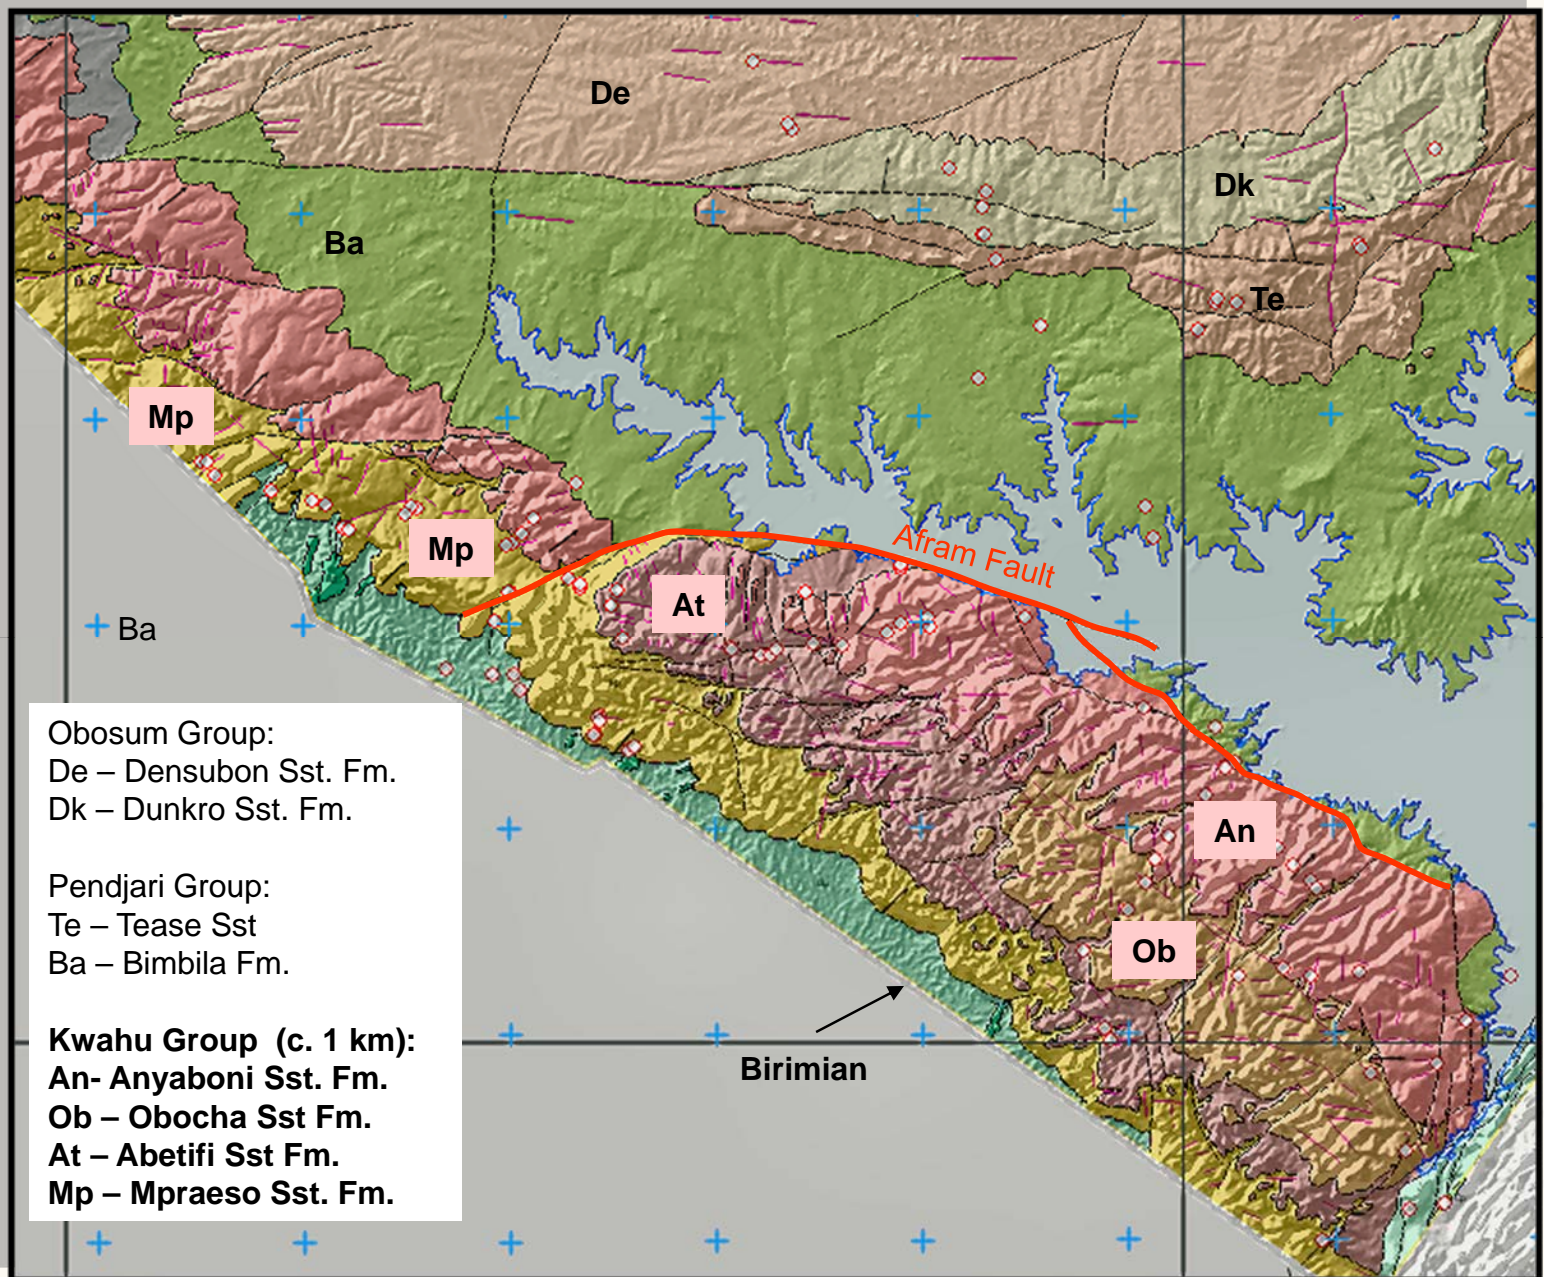 De
Dk
Ba
Te
Mp
Mp
Afram Fault
At
Ba
An
Ob
Birimian
Obosum Group:
De – Densubon Sst. Fm.
Dk – Dunkro Sst. Fm.
Pendjari Group:
Te – Tease Sst
Ba – Bimbila Fm.
Kwahu Group  (c. 1 km):
An- Anyaboni Sst. Fm.
Ob – Obocha Sst Fm.
At – Abetifi Sst Fm.
Mp – Mpraeso Sst. Fm.